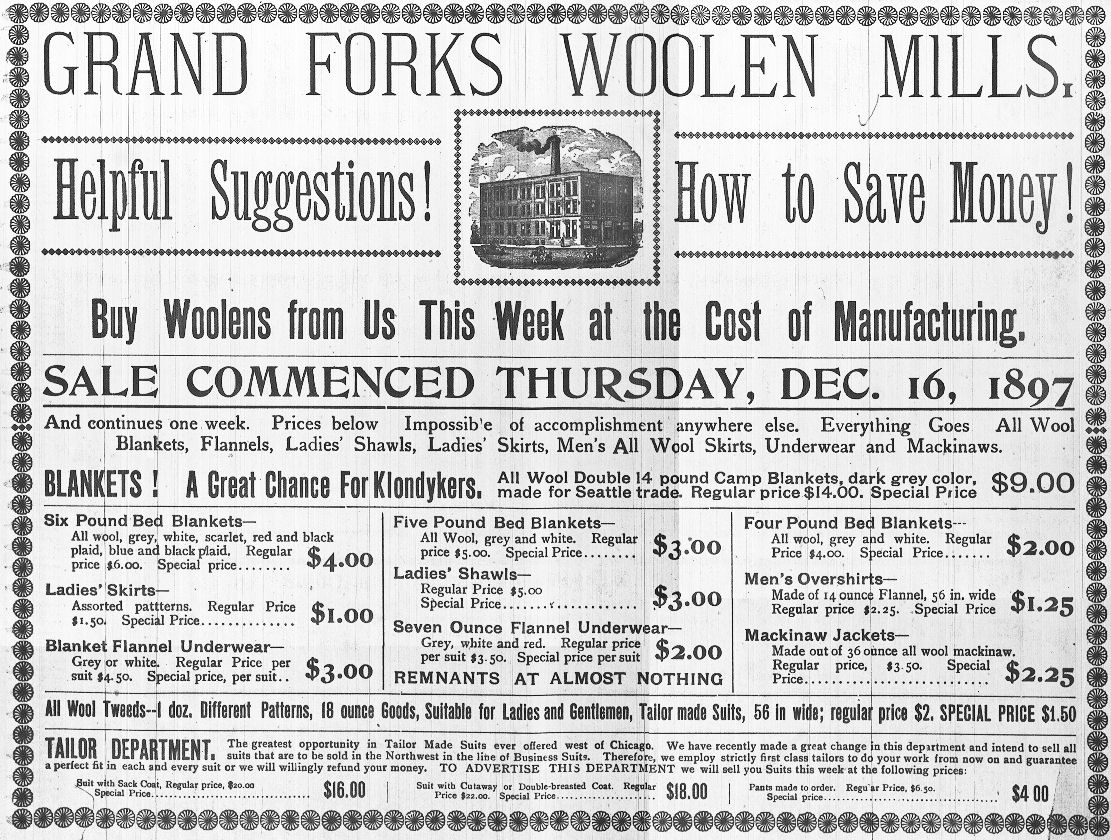 GRAND FORKS WOOLEN MILLS.
Helpful Suggestions!
How to Save Money!
Buy Woolens from Us This Week at the Cost of Manufacturing.
SALE COMMENCED THURSDAY, DEC. 16, 1897
And continues one week. Prices below Impossib'e of accomplishment anywhere else. Everything Goes All Wool
Blankets, Flannels, Ladies' Shawls, Ladies' Skirts, Men's All Wool Skirts, Underwear and Mackinaws.
BLANKETS! A Great Chance For Klondykers.
All Wool Double 14 pound Camp Blankets, dark grey color,
made for Seattle trade. Regular price $14.00. Special Price
$9.00
Six Pound Bed Blankets—
All wool, grey, white, scarlet, red and black
plaid, blue and black plaid. Regular
price $6.00. Special price........
$4.00
Ladies' Skirts—
Assorted pattterns. Regular Price
$1.50. Special Price.............
$1.00
Blanket Flannel Underwear—
Grey or white. Regular Price per
suit $4.50. Special price, per suit..
$3.00
Five Pound Bed Blankets—
All Wool, grey and white. Regular
price $5.00. Special Price........
$3.00
Ladies' Shawls—
Regular Price $5.00
Special Price....................
$3.00
Seven Ounce Flannel Underwear—
Grey, white and red. Regular price
per suit $3.50. Special price per suit
$2.00
REMNANTS AT ALMOST NOTHING
Four Pound Bed Blankets---
All wool, grey and white. Regular
Price $4.00. Special Price.......
$2.00
Men's Overshirts—
Made of 14 ounce Flannel, 56 in. wide
Regular price $2.25. Special Price
$1.25
Mackinaw Jackets—
Made out of 36 ounce all wool mackinaw.
Regular price, $3.50. Special
Price............................
$2.25
All Wool Tweeds--1 doz. Different Patterns, 18 ounce Goods, Suitable for Ladies and Gentlemen, Tailor made Suits, 56 in wide; regular price $2. SPECIAL PRICE $1.50
TAILOR DEPARTMENT. The greatest opportunity in Tailor Made Suits ever offered west of Chicago. We have recently made a great change in this department and intend to sell all
suits that are to be sold in the Northwest in the line of Business Suits. Therefore, we employ strictly first class tailors to do your work from now on and guarantee
a perfect fit in each and every suit or we will willingly refund your money. TO ADVERTISE THIS DEPARTMENT we will sell you Suits this week at the following prices:
Suit with Sack Coat, Regular price, $20.00
Special Price..............................
$16.00
Suit with Cutaway or Double-breasted Coat. Regular
Price $22.00. Special Price.......................
$18.00
Pants made to order. Regu'ar Price, $6.50.
Special price..............................
$4 00